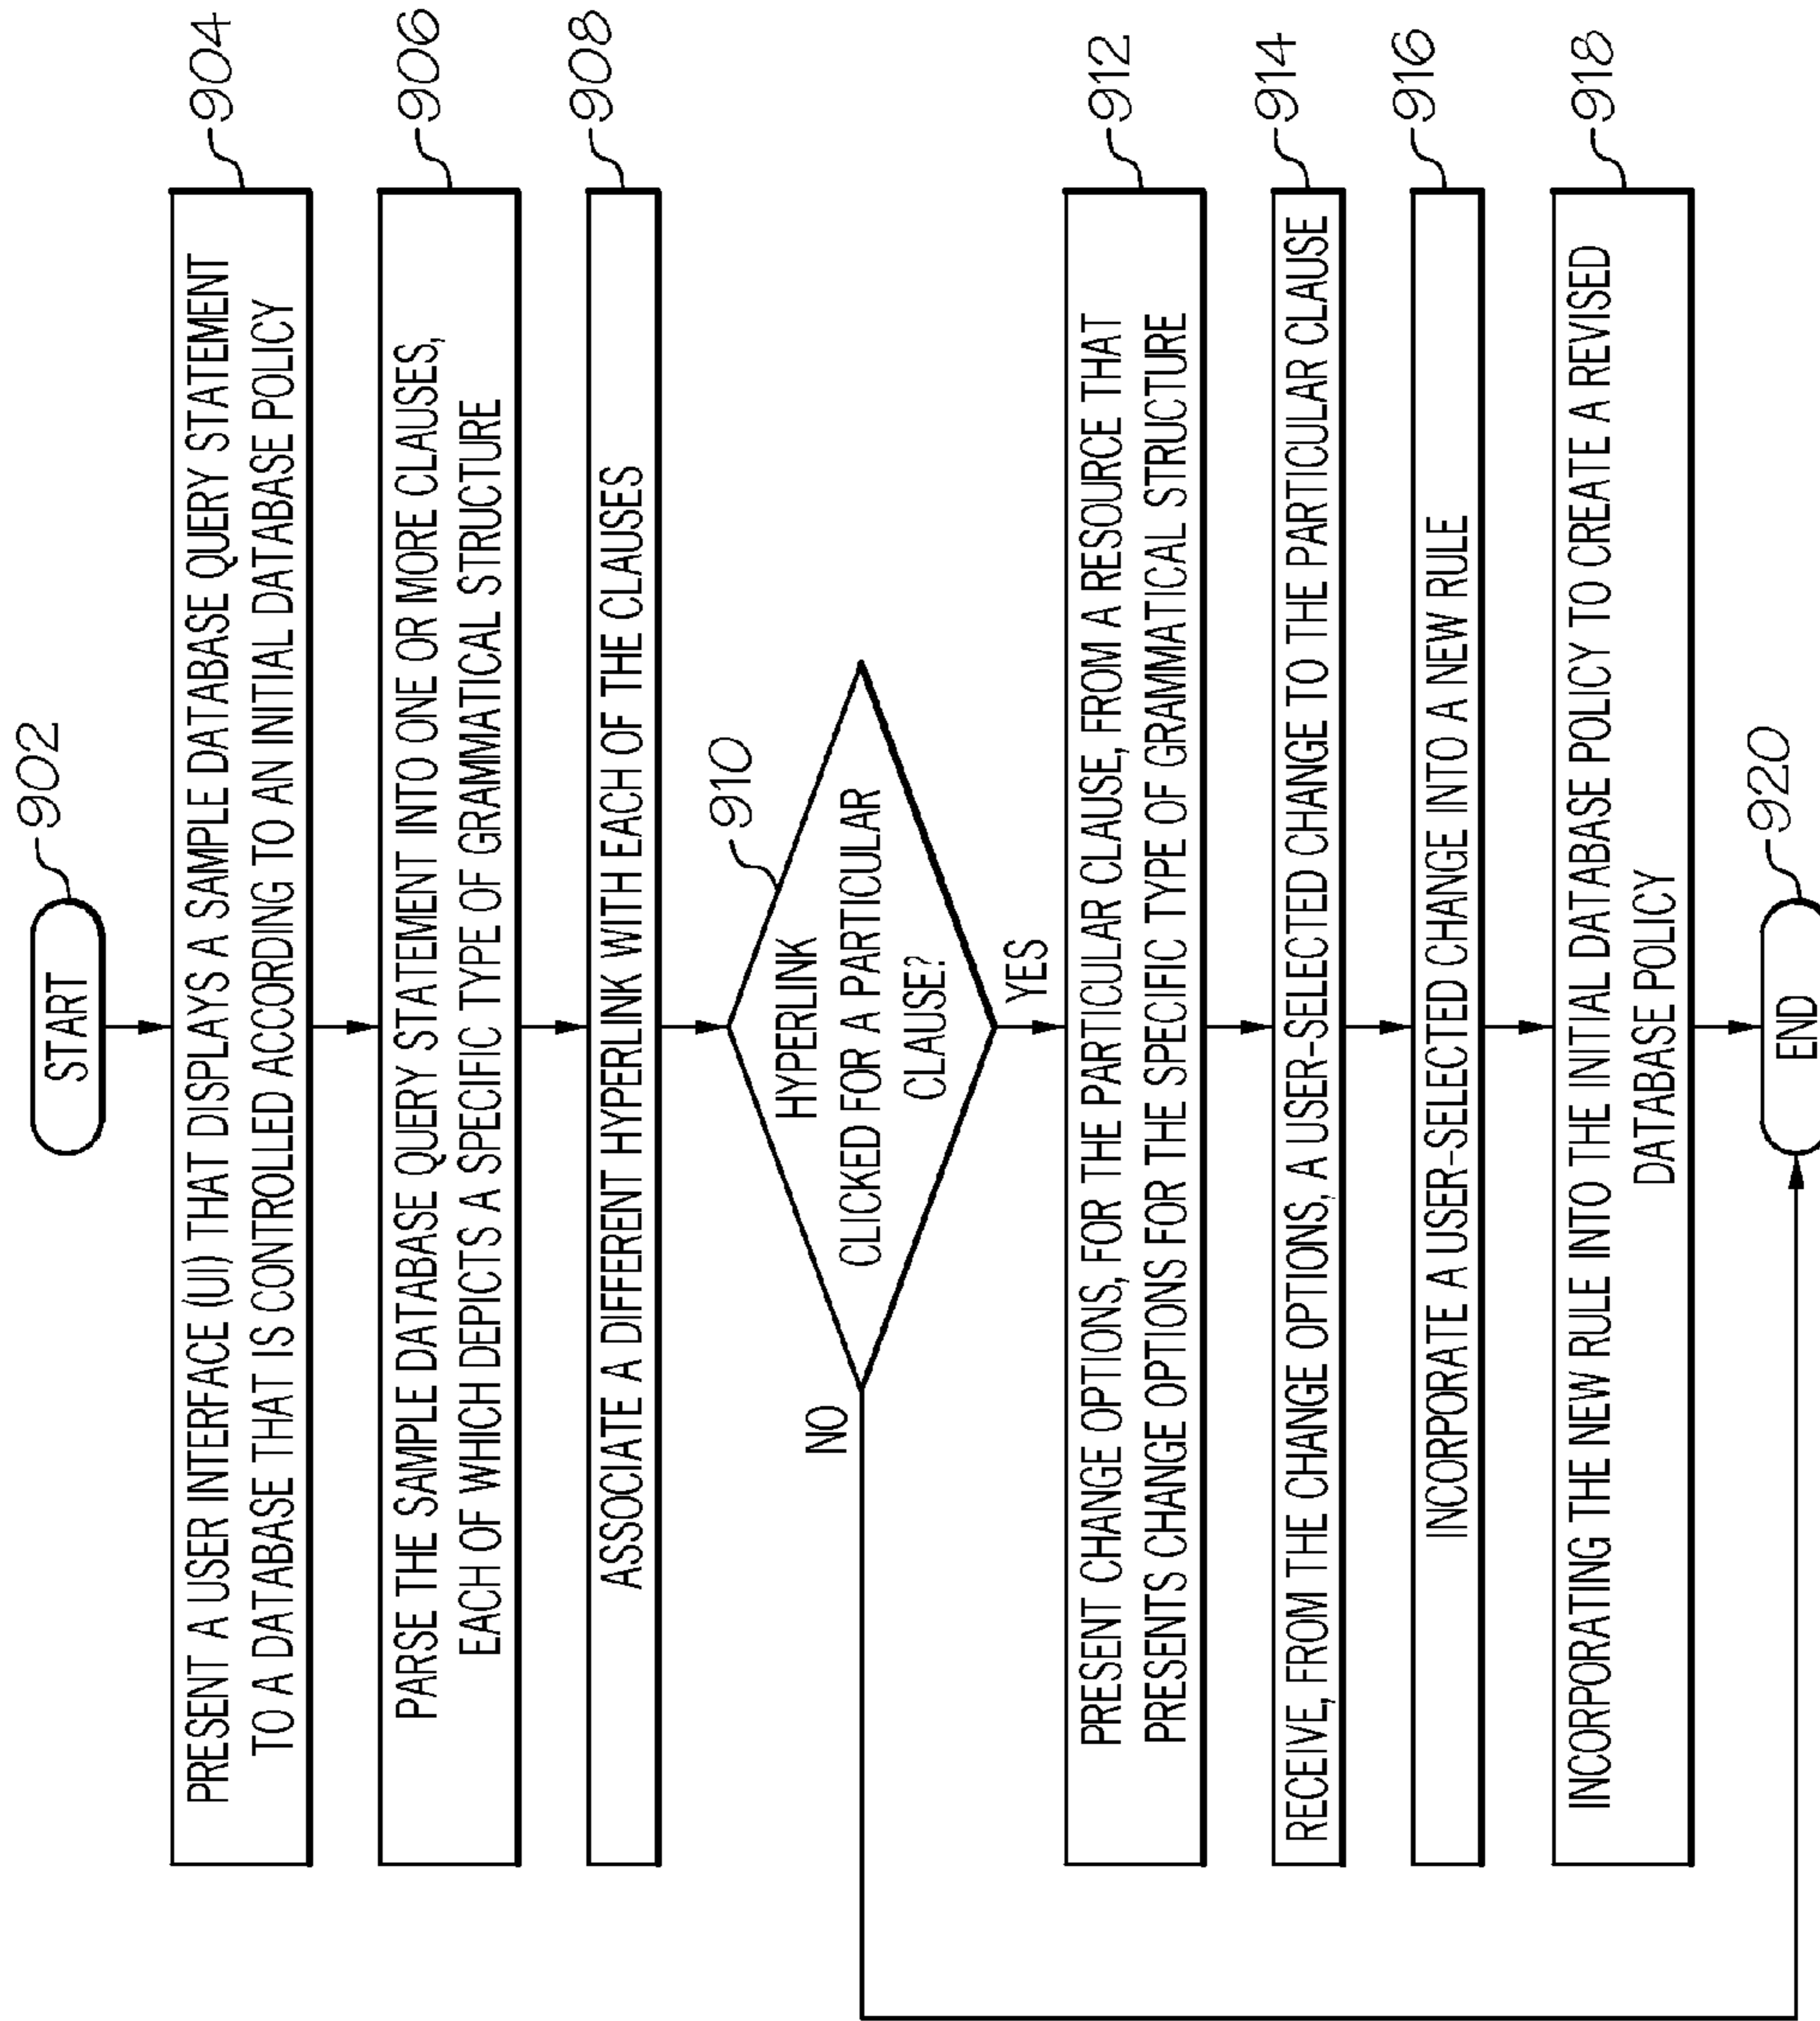 902
START
904
PRESENT A USER INTERFACE (UI) THAT DISPLAYS A SAMPLE DATABASE QUERY STATEMENT
TO A DATABASE THAT IS CONTROLLED ACCORDING TO AN INITIAL DATABASE POLICY
906
PARSE THE SAMPLE DATABASE QUERY STATEMENT INTO ONE OR MORE CLAUSES,
EACH OF WHICH DEPICTS A SPECIFIC TYPE OF GRAMMATICAL STRUCTURE
908
ASSOCIATE A DIFFERENT HYPERLINK WITH EACH OF THE CLAUSES
910
HYPERLINK
CLICKED FOR A PARTICULAR
CLAUSE?
NO
YES
912
PRESENT CHANGE OPTIONS, FOR THE PARTICULAR CLAUSE, FROM A RESOURCE THAT
PRESENTS CHANGE OPTIONS FOR THE SPECIFIC TYPE OF GRAMMATICAL STRUCTURE
914
RECEIVE, FROM THE CHANGE OPTIONS, A USER-SELECTED CHANGE TO THE PARTICULAR CLAUSE
916
INCORPORATE A USER-SELECTED CHANGE INTO A NEW RULE
918
INCORPORATING THE NEW RULE INTO THE INITIAL DATABASE POLICY TO CREATE A REVISED
DATABASE POLICY
920
END